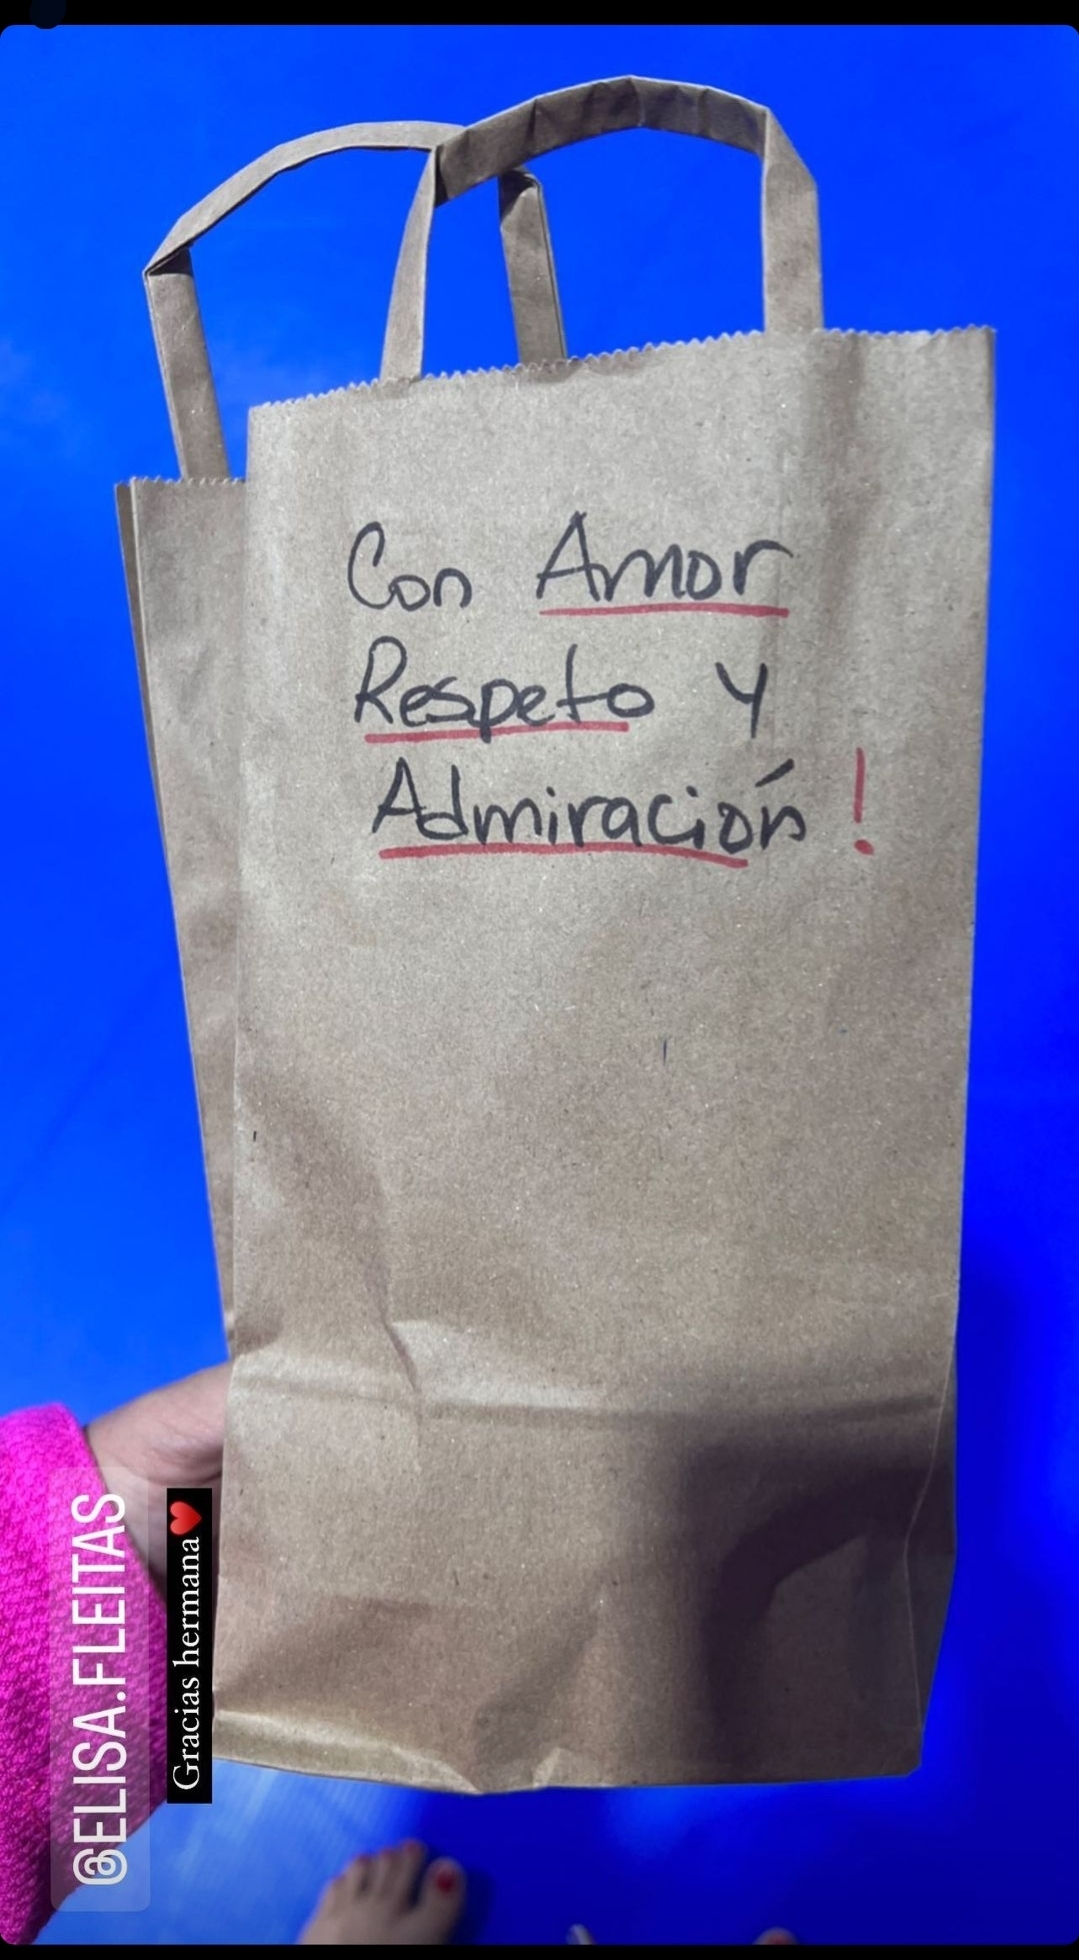 Con Amor
Respeto y
Admiración!
@ELISA.FLEITAS
Gracias hermana❤️